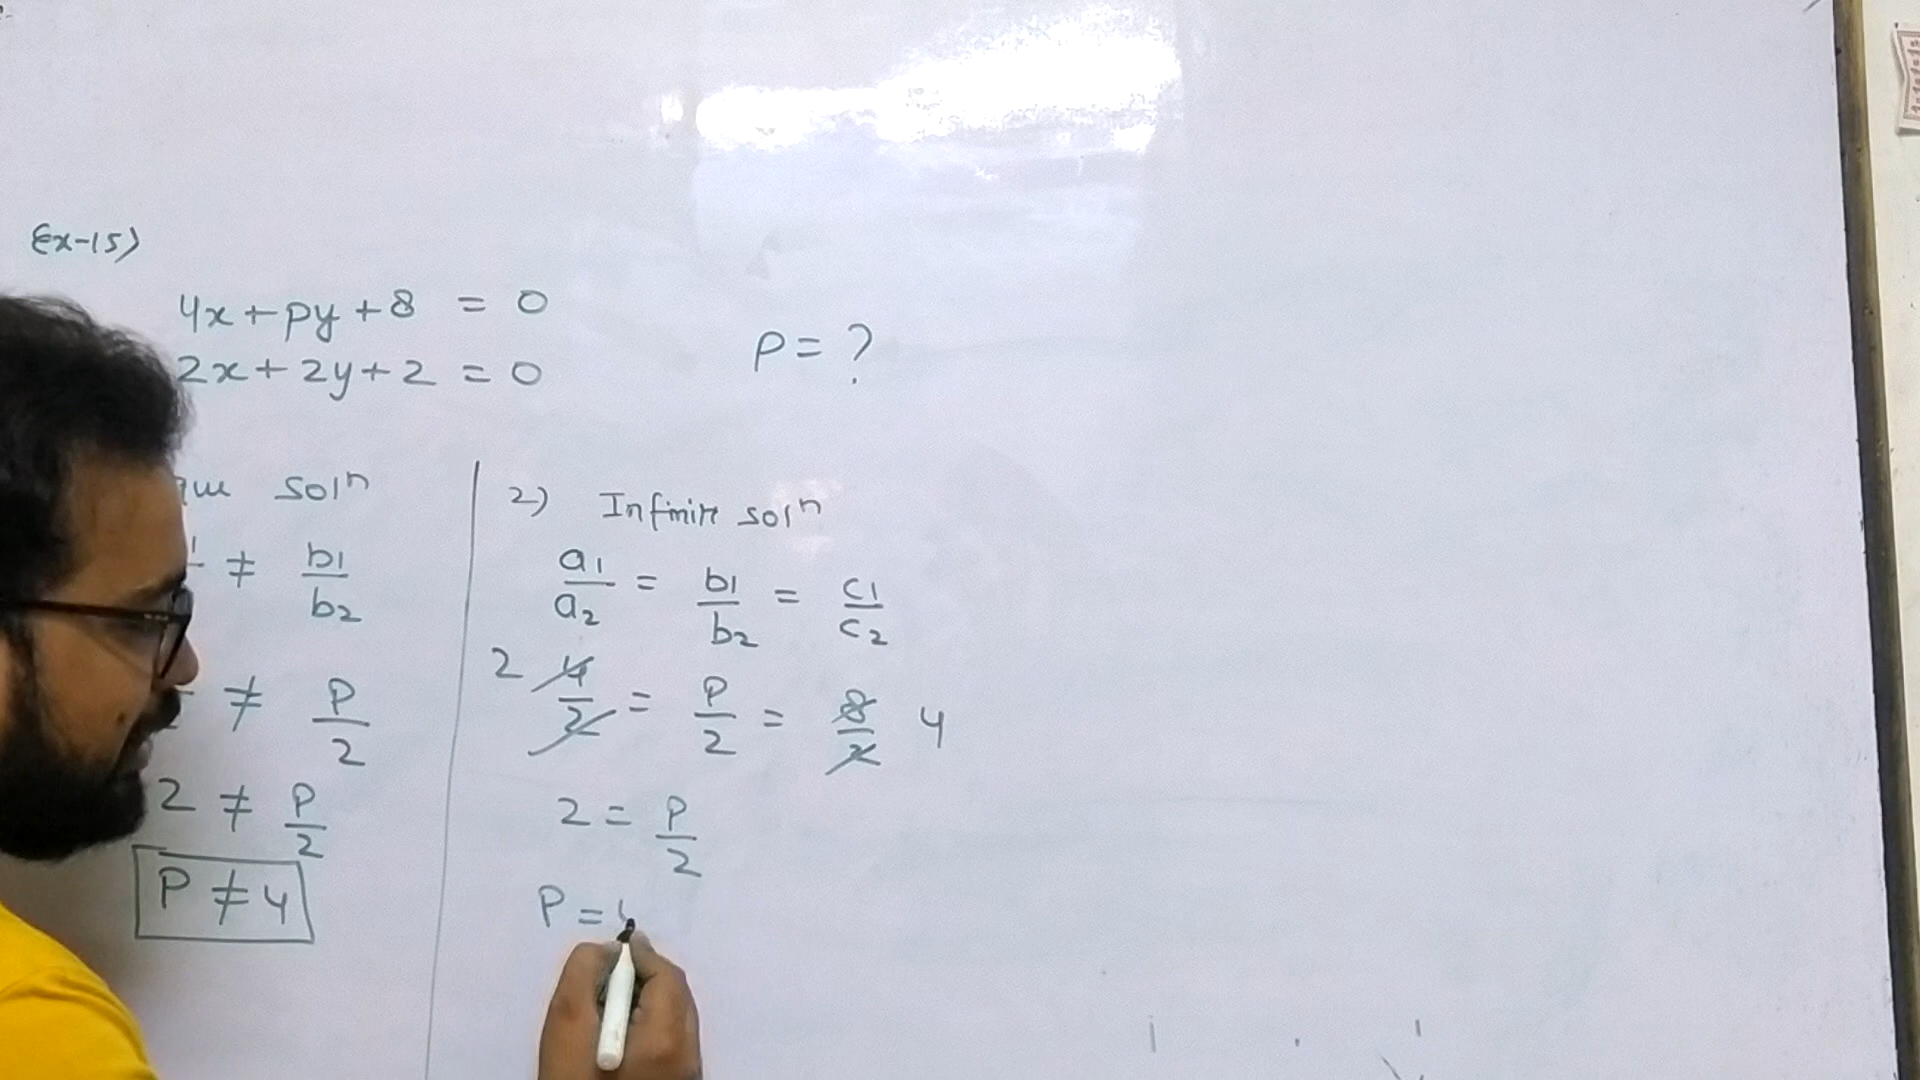 Ex-15)
4x + py + 8 = 0
2x + 2y + 2 = 0
p = ?
que solⁿ
≠ b1/b2
≠ P/2
2 ≠ P/2
P ≠ 4
2) Infinite solⁿ
a1/a2 = b1/b2 = c1/c2
2 4/2 = P/2 = 8/2 4
2 = P/2
P =